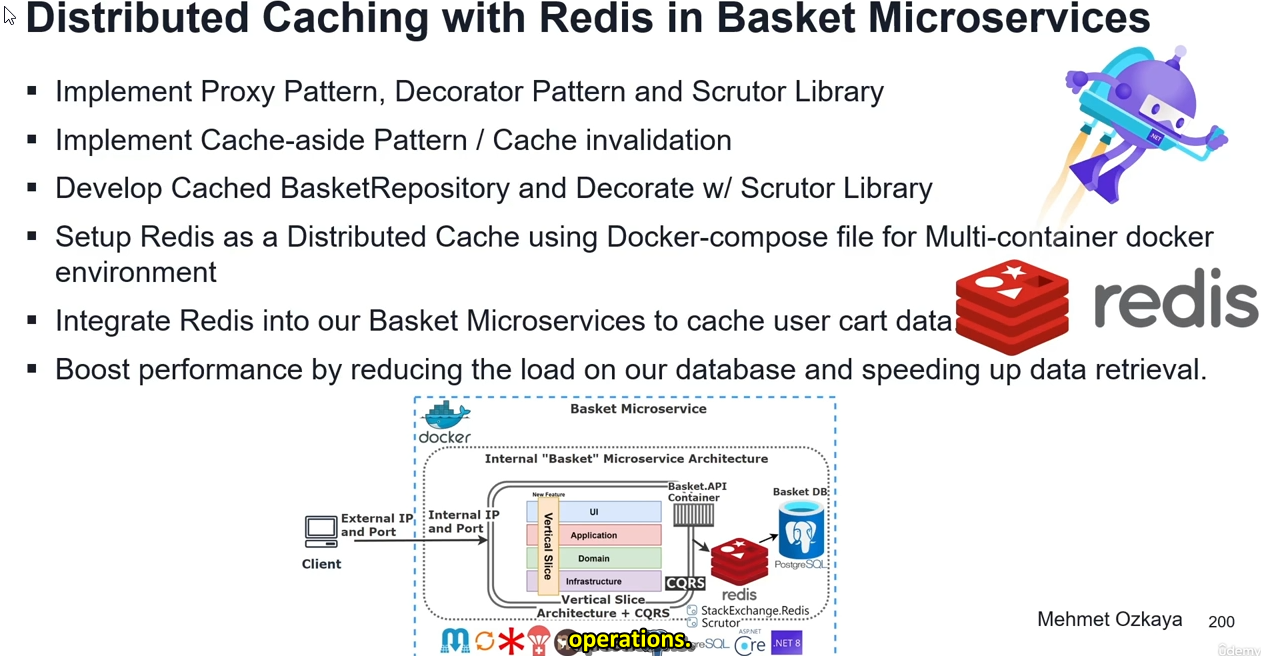 Distributed Caching with Redis in Basket Microservices
Implement Proxy Pattern, Decorator Pattern and Scrutor Library
Implement Cache-aside Pattern / Cache invalidation
Develop Cached BasketRepository and Decorate w/ Scrutor Library
Setup Redis as a Distributed Cache using Docker-compose file for Multi-container docker
environment
Integrate Redis into our Basket Microservices to cache user cart data.
Boost performance by reducing the load on our database and speeding up data retrieval.
.NET
redis
docker
Basket Microservice
Internal "Basket" Microservice Architecture
Client
External IP
and Port
Internal IP
and Port
New Feature
Vertical Slice
UI
Application
Domain
Infrastructure
Vertical Slice
Architecture + CQRS
Basket.API
Container
CQRS
redis
Basket DB
PostgreSQL
StackExchange.Redis
Scrutor
operations.
ASP.NET
Core
.NET 8
Mehmet Ozkaya
200
ûdemy